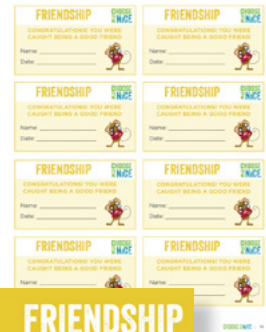 FRIENDSHIP CHOOSE NICE
CONGRATULATIONS! YOU WERE
CAUGHT BEING A GOOD FRIEND
Name:
Date:
FRIENDSHIP CHOOSE NICE
CONGRATULATIONS! YOU WERE
CAUGHT BEING A GOOD FRIEND
Name:
Date:
FRIENDSHIP CHOOSE NICE
CONGRATULATIONS! YOU WERE
CAUGHT BEING A GOOD FRIEND
Name:
Date:
FRIENDSHIP CHOOSE NICE
CONGRATULATIONS! YOU WERE
CAUGHT BEING A GOOD FRIEND
Name:
Date:
FRIENDSHIP CHOOSE NICE
CONGRATULATIONS! YOU WERE
CAUGHT BEING A GOOD FRIEND
Name:
Date:
FRIENDSHIP CHOOSE NICE
CONGRATULATIONS! YOU WERE
CAUGHT BEING A GOOD FRIEND
Name:
Date:
FRIENDSHIP CHOOSE NICE
CONGRATULATIONS! YOU WERE
CAUGHT BEING A GOOD FRIEND
Name:
FRIENDSHIP CHOOSE NICE
CONGRATULATIONS! YOU WERE
CAUGHT BEING A GOOD FRIEND
Name:
Date:
FRIENDSHIP
CHOOSE NICE